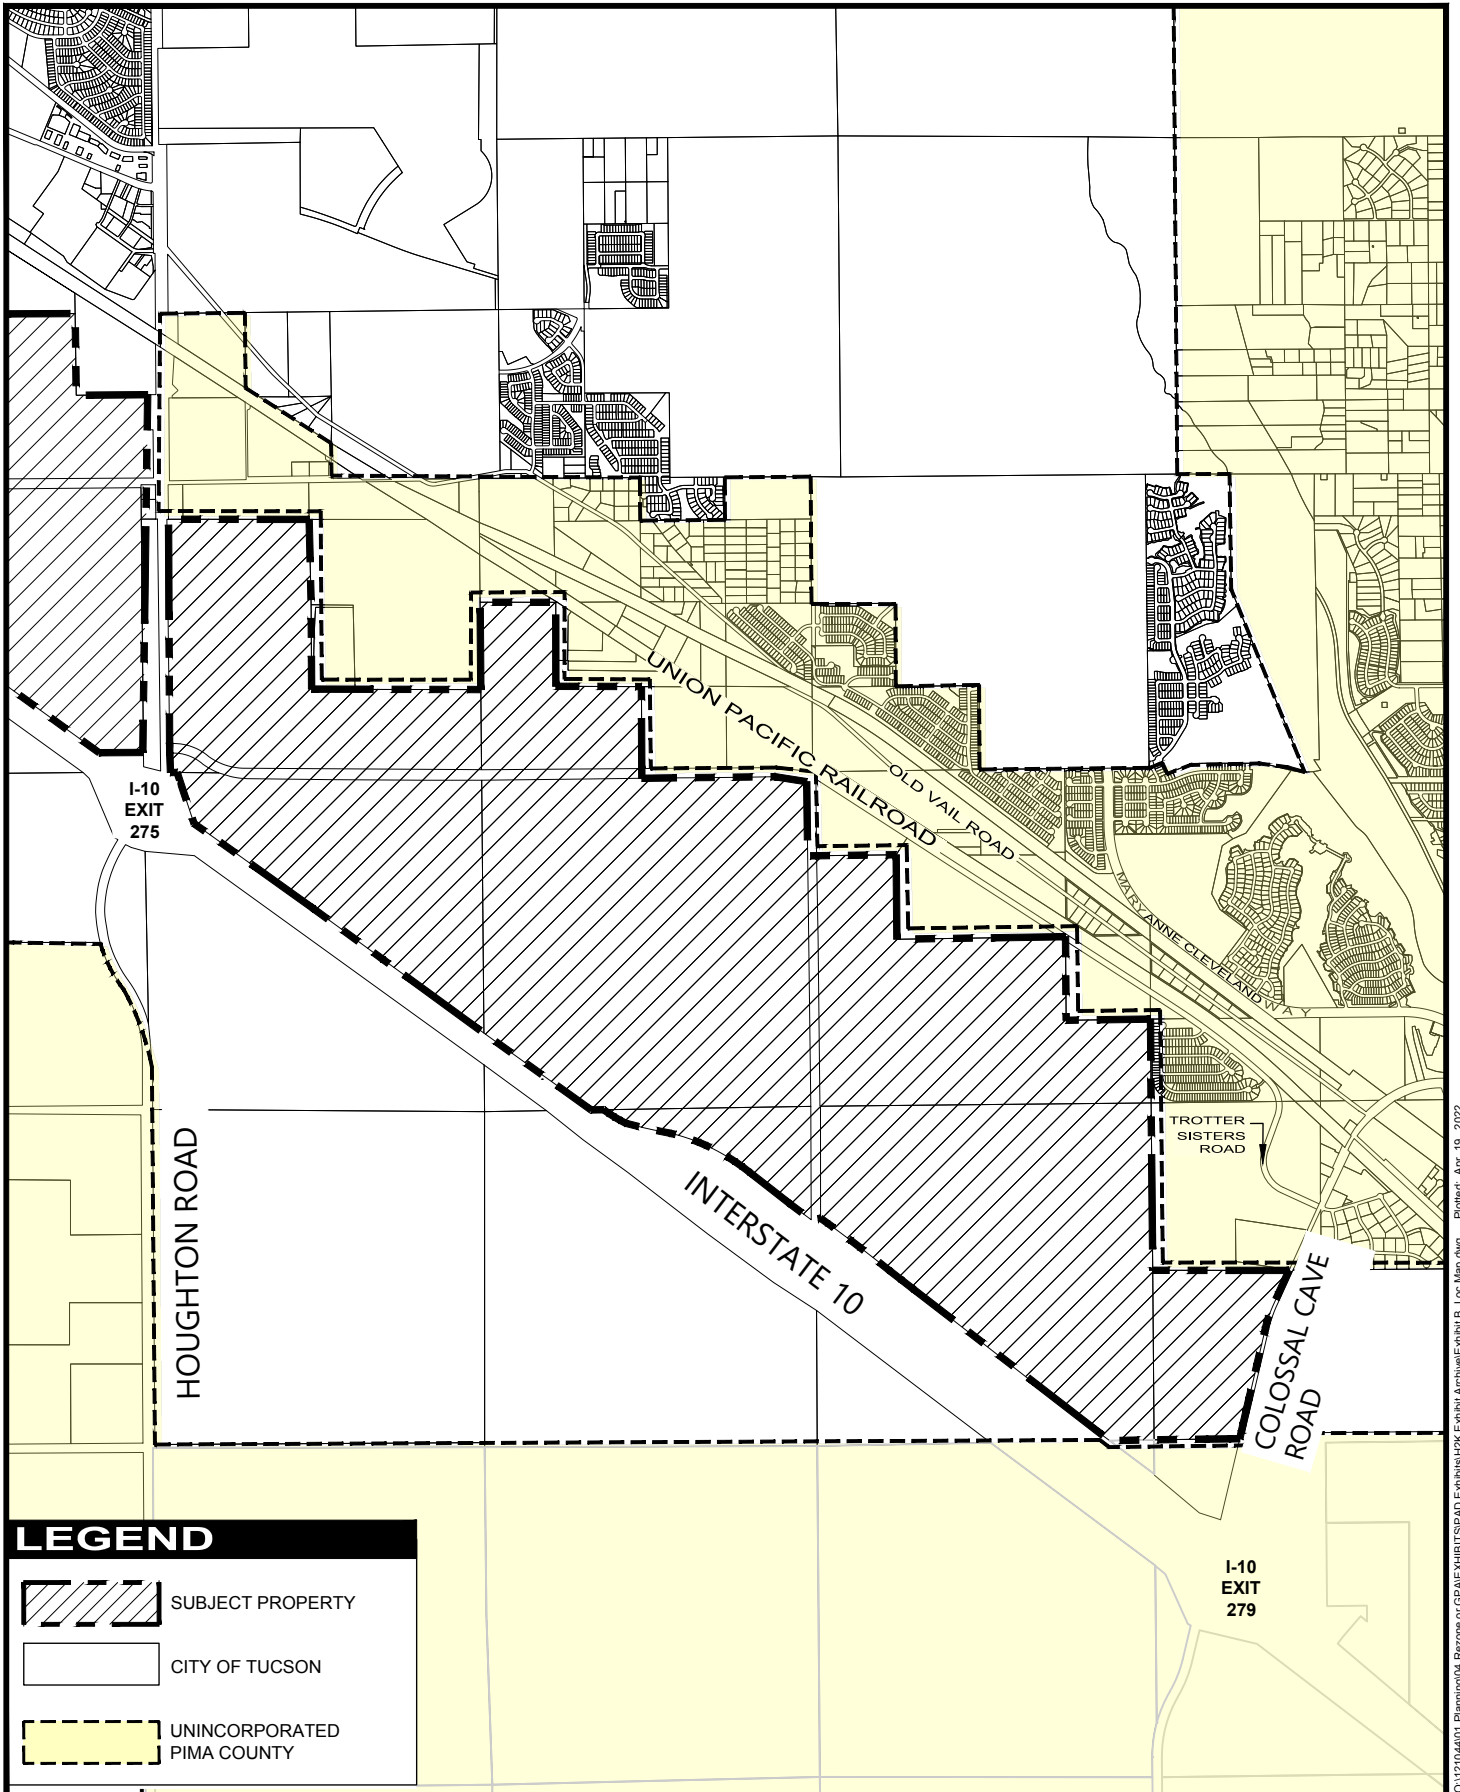 I-10
EXIT
275
UNION PACIFIC RAILROAD
OLD VAIL ROAD
MARY ANNE CLEVELAND WAY
TROTTER
SISTERS
ROAD
HOUGHTON ROAD
INTERSTATE 10
COLOSSAL CAVE
ROAD
I-10
EXIT
279
LEGEND
SUBJECT PROPERTY
CITY OF TUCSON
UNINCORPORATED
PIMA COUNTY